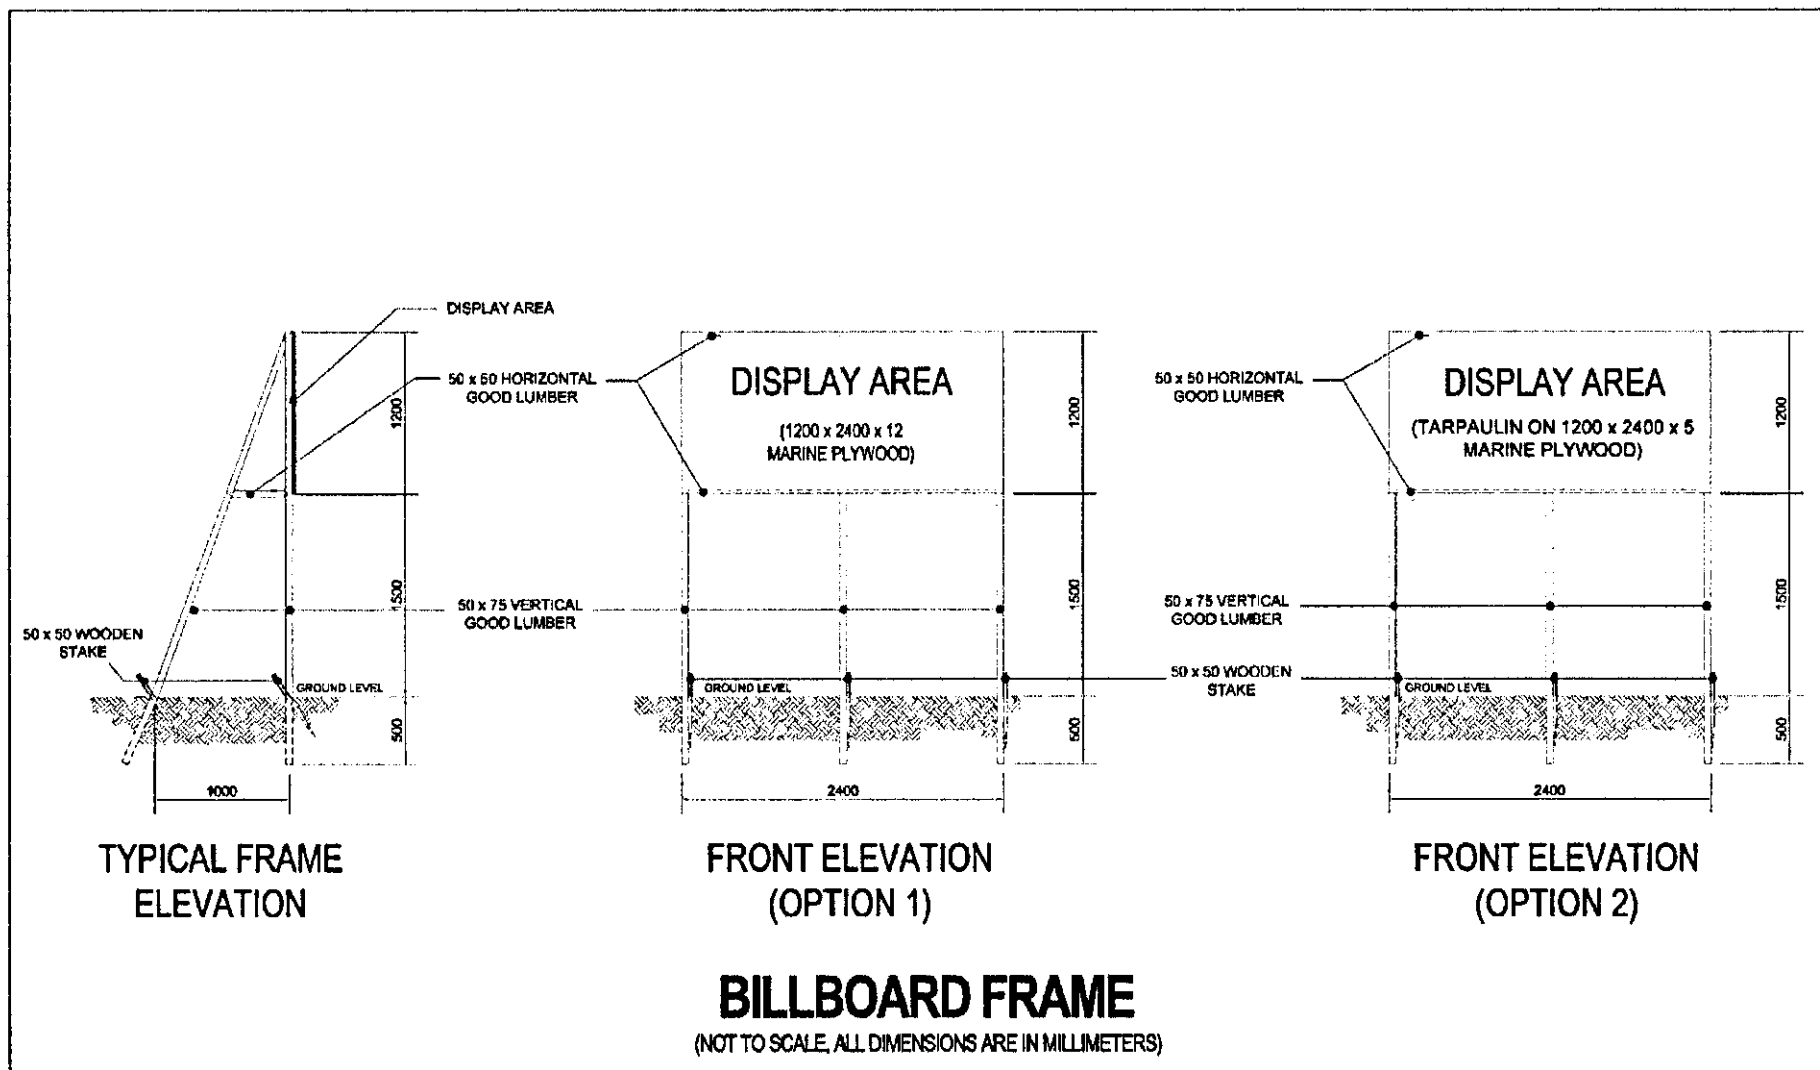 DISPLAY AREA
50 x 50 HORIZONTAL
GOOD LUMBER
1200
1500
500
50 x 75 VERTICAL
GOOD LUMBER
50 x 50 WOODEN
STAKE
GROUND LEVEL
1000
TYPICAL FRAME
ELEVATION
DISPLAY AREA
(1200 x 2400 x 12
MARINE PLYWOOD)
1200
1500
500
GROUND LEVEL
2400
FRONT ELEVATION
(OPTION 1)
50 x 50 HORIZONTAL
GOOD LUMBER
DISPLAY AREA
(TARPAULIN ON 1200 x 2400 x 5
MARINE PLYWOOD)
1200
50 x 75 VERTICAL
GOOD LUMBER
1500
50 x 50 WOODEN
STAKE
GROUND LEVEL
500
2400
FRONT ELEVATION
(OPTION 2)
BILLBOARD FRAME
(NOT TO SCALE, ALL DIMENSIONS ARE IN MILLIMETERS)